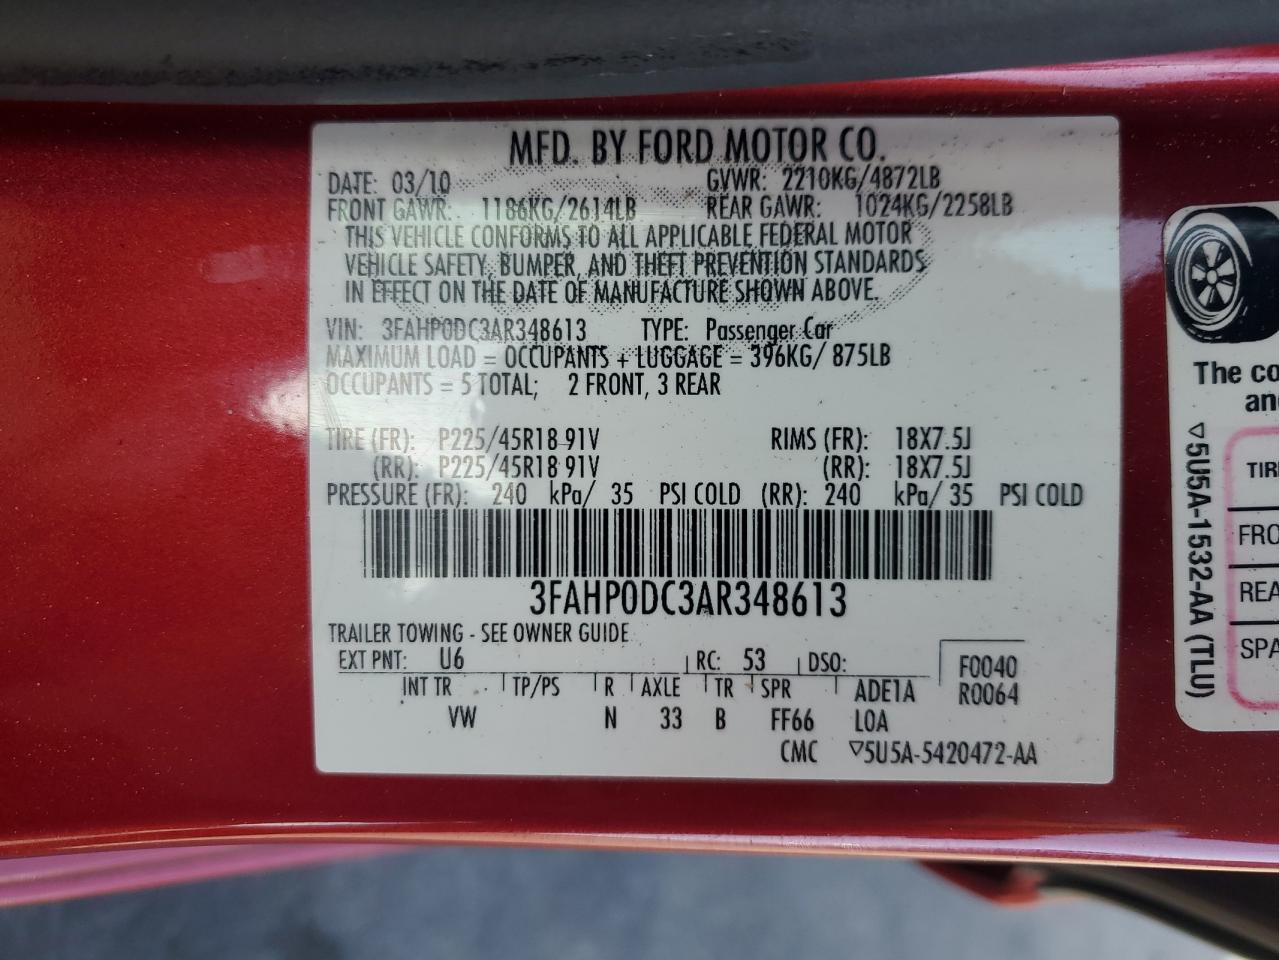 MFD. BY FORD MOTOR CO.
DATE: 03/10 GVWR: 2210KG/4872LB
FRONT GAWR: 1186KG/2614LB REAR GAWR: 1024KG/2258LB
THIS VEHICLE CONFORMS TO ALL APPLICABLE FEDERAL MOTOR
VEHICLE SAFETY, BUMPER, AND THEFT PREVENTION STANDARDS
IN EFFECT ON THE DATE OF MANUFACTURE SHOWN ABOVE.
VIN: 3FAHP0DC3AR348613 TYPE: Passenger Car
MAXIMUM LOAD = OCCUPANTS + LUGGAGE = 396KG/ 875LB
OCCUPANTS = 5 TOTAL; 2 FRONT, 3 REAR
TIRE (FR): P225/45R18 91V RIMS (FR): 18X7.5J
(RR): P225/45R18 91V (RR): 18X7.5J
PRESSURE (FR): 240 kPa/ 35 PSI COLD (RR): 240 kPa/ 35 PSI COLD
3FAHP0DC3AR348613
TRAILER TOWING - SEE OWNER GUIDE
EXT PNT: U6 RC: 53 DSO:
F0040
R0064
INT TR TP/PS R AXLE TR SPR ADE1A
VW N 33 B FF66 LOA
CMC ▽5U5A-5420472-AA
The co
an
▽5U5A-1532-AA (TLU)
TIR
FRO
REA
SPA